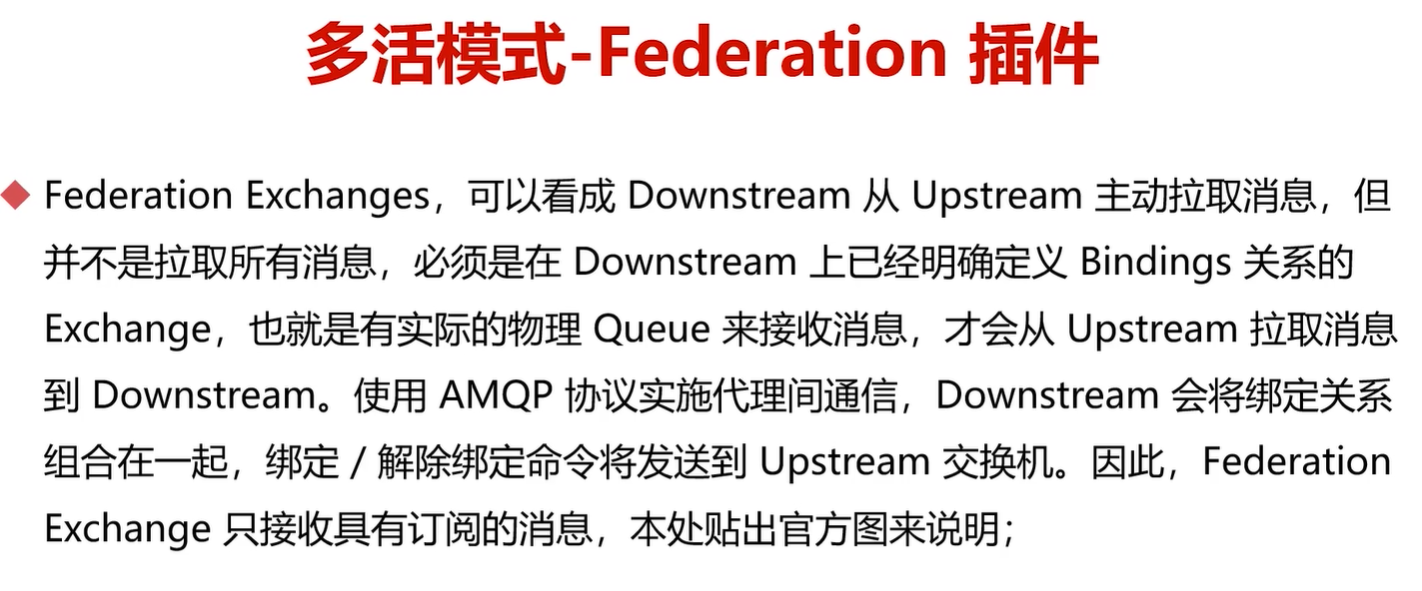 多活模式-Federation 插件
Federation Exchanges，可以看成 Downstream 从 Upstream 主动拉取消息，但
并不是拉取所有消息，必须是在 Downstream 上已经明确定义 Bindings 关系的
Exchange，也就是有实际的物理 Queue 来接收消息，才会从 Upstream 拉取消息
到 Downstream。使用 AMQP 协议实施代理间通信，Downstream 会将绑定关系
组合在一起，绑定 / 解除绑定命令将发送到 Upstream 交换机。因此，Federation
Exchange 只接收具有订阅的消息，本处贴出官方图来说明；